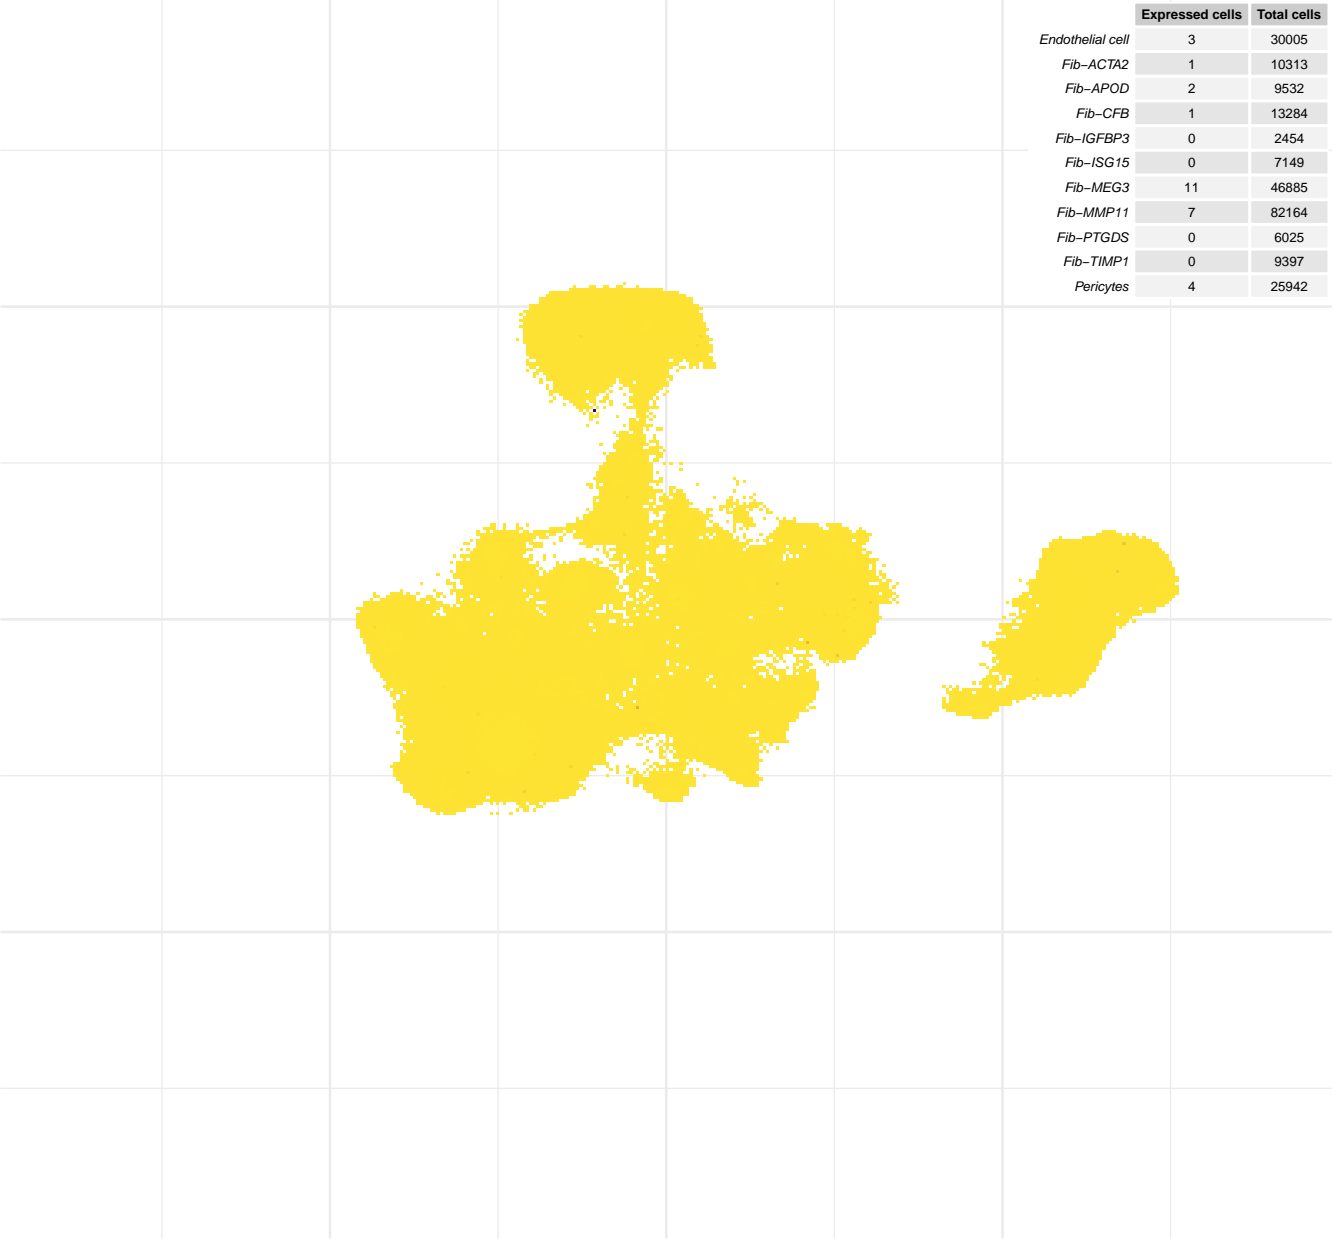 Expressed cells Total cells
Endothelial cell 3 30005
Fib−ACTA2 1 10313
Fib−APOD 2 9532
Fib−CFB 1 13284
Fib−IGFBP3 0 2454
Fib−ISG15 0 7149
Fib−MEG3 11 46885
Fib−MMP11 7 82164
Fib−PTGDS 0 6025
Fib−TIMP1 0 9397
Pericytes 4 25942